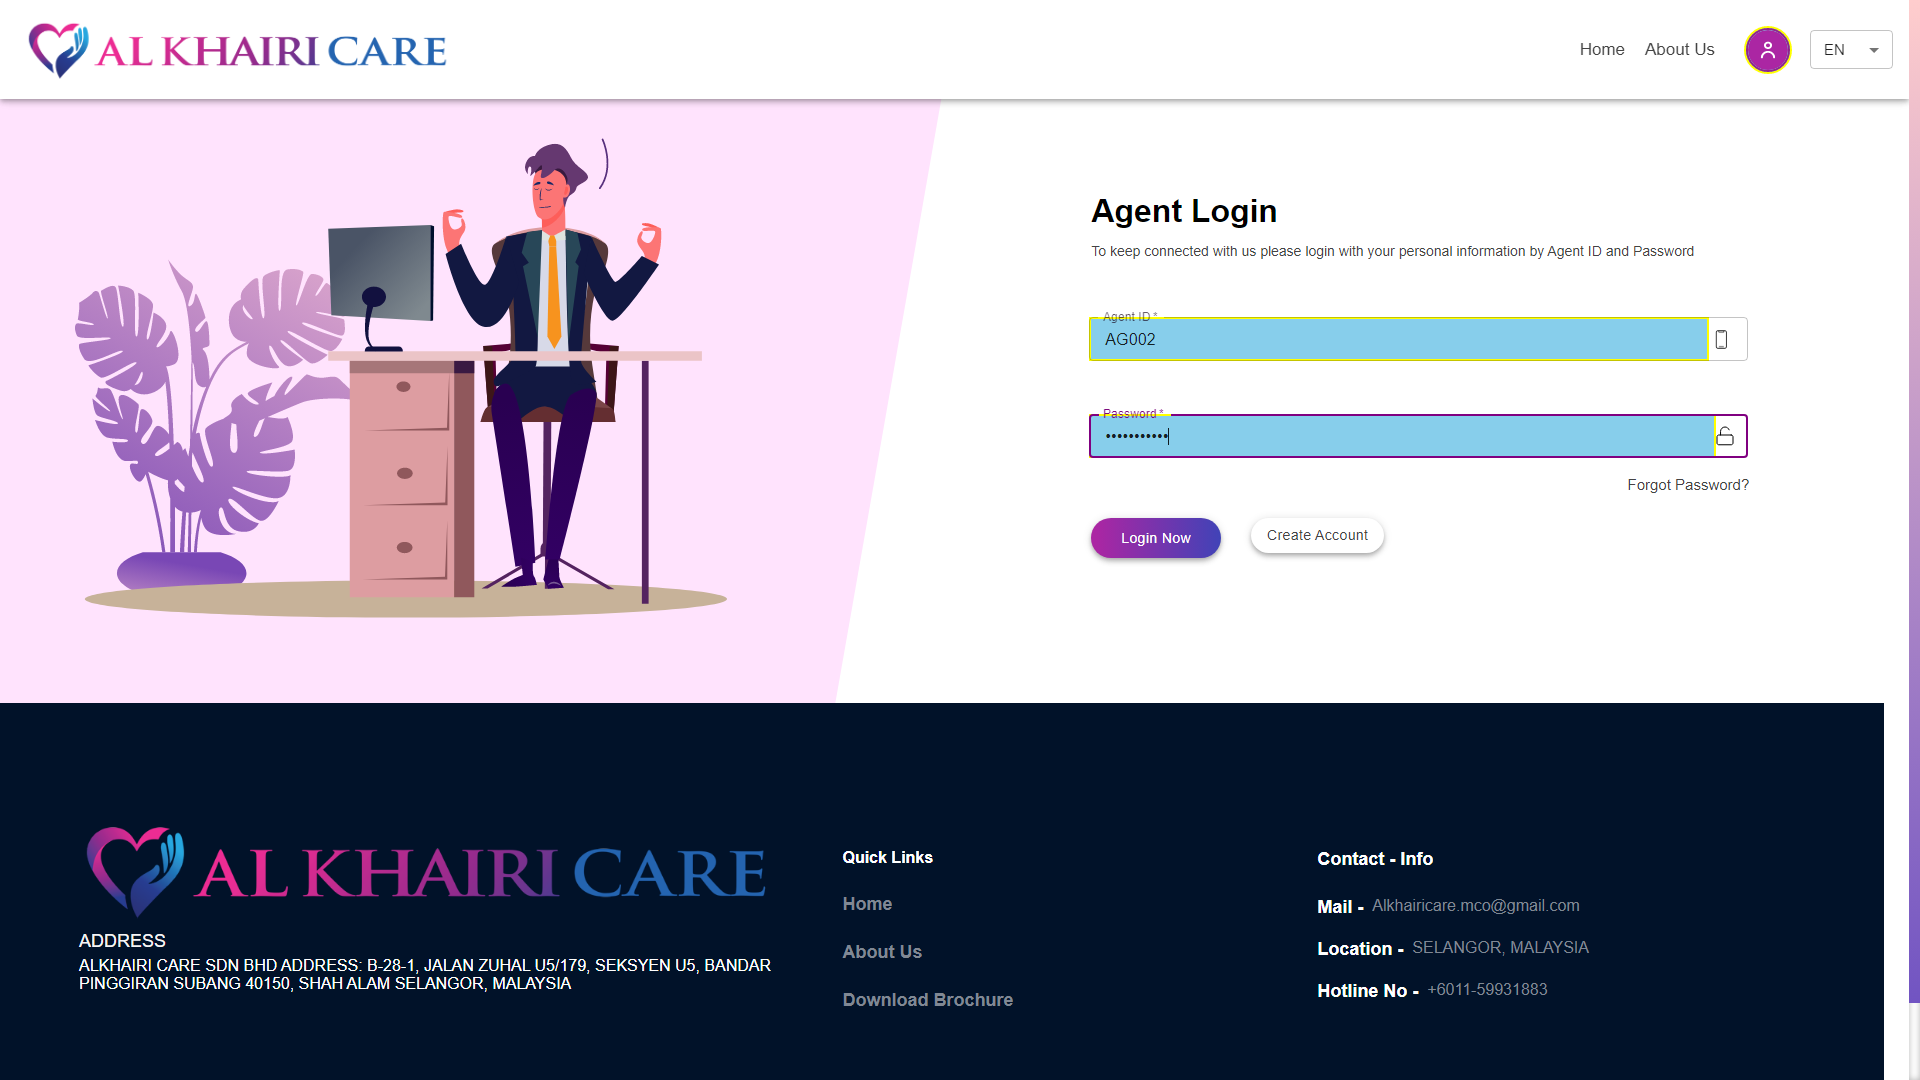 AL KHAIRI CARE
Home
About Us
EN
Agent Login
To keep connected with us please login with your personal information by Agent ID and Password
Agent ID *
AG002
Password *
•••••••••••
Forgot Password?
Login Now
Create Account
AL KHAIRI CARE
ADDRESS
ALKHAIRI CARE SDN BHD ADDRESS: B-28-1, JALAN ZUHAL U5/179, SEKSYEN U5, BANDAR
PINGGIRAN SUBANG 40150, SHAH ALAM SELANGOR, MALAYSIA
Quick Links
Home
About Us
Download Brochure
Contact - Info
Mail - Alkhairicare.mco@gmail.com
Location - SELANGOR, MALAYSIA
Hotline No - +6011-59931883